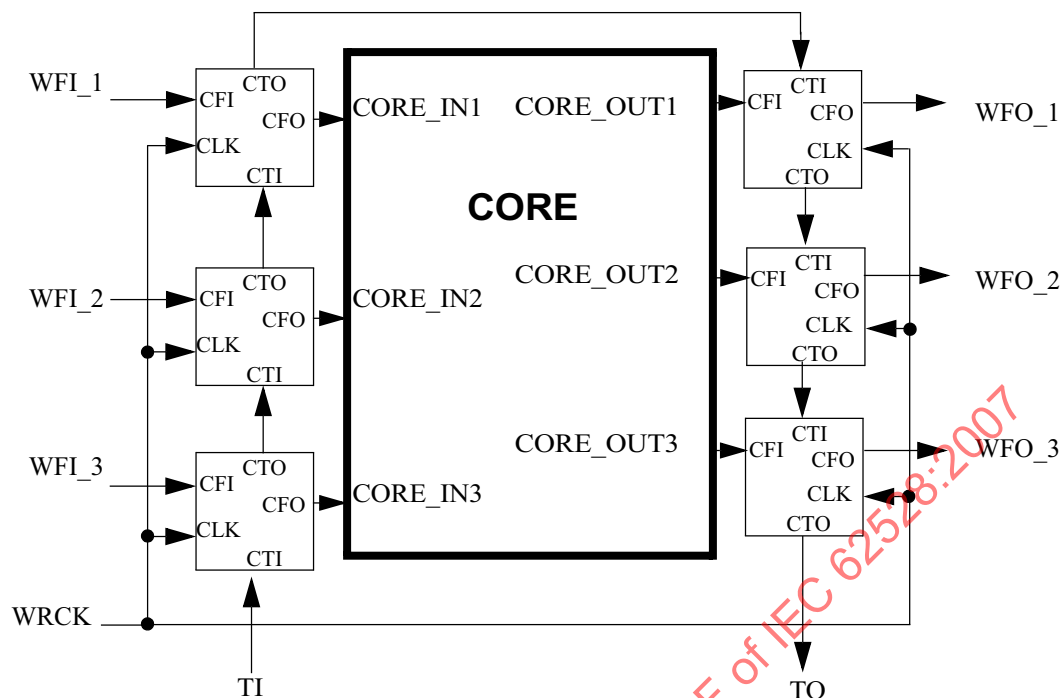 WFI_1
CFI
CTO
CFO
CLK
CTI
CORE_IN1
CORE_OUT1
CFI
CTI
CFO
CLK
CTO
WFO_1
CORE
WFI_2
CFI
CTO
CFO
CLK
CTI
CORE_IN2
CORE_OUT2
CFI
CTI
CFO
CLK
CTO
WFO_2
WFI_3
CFI
CTO
CFO
CLK
CTI
CORE_IN3
CORE_OUT3
CFI
CTI
CFO
CLK
CTO
WFO_3
WRCK
TI
TO
of IEC 62528:2007